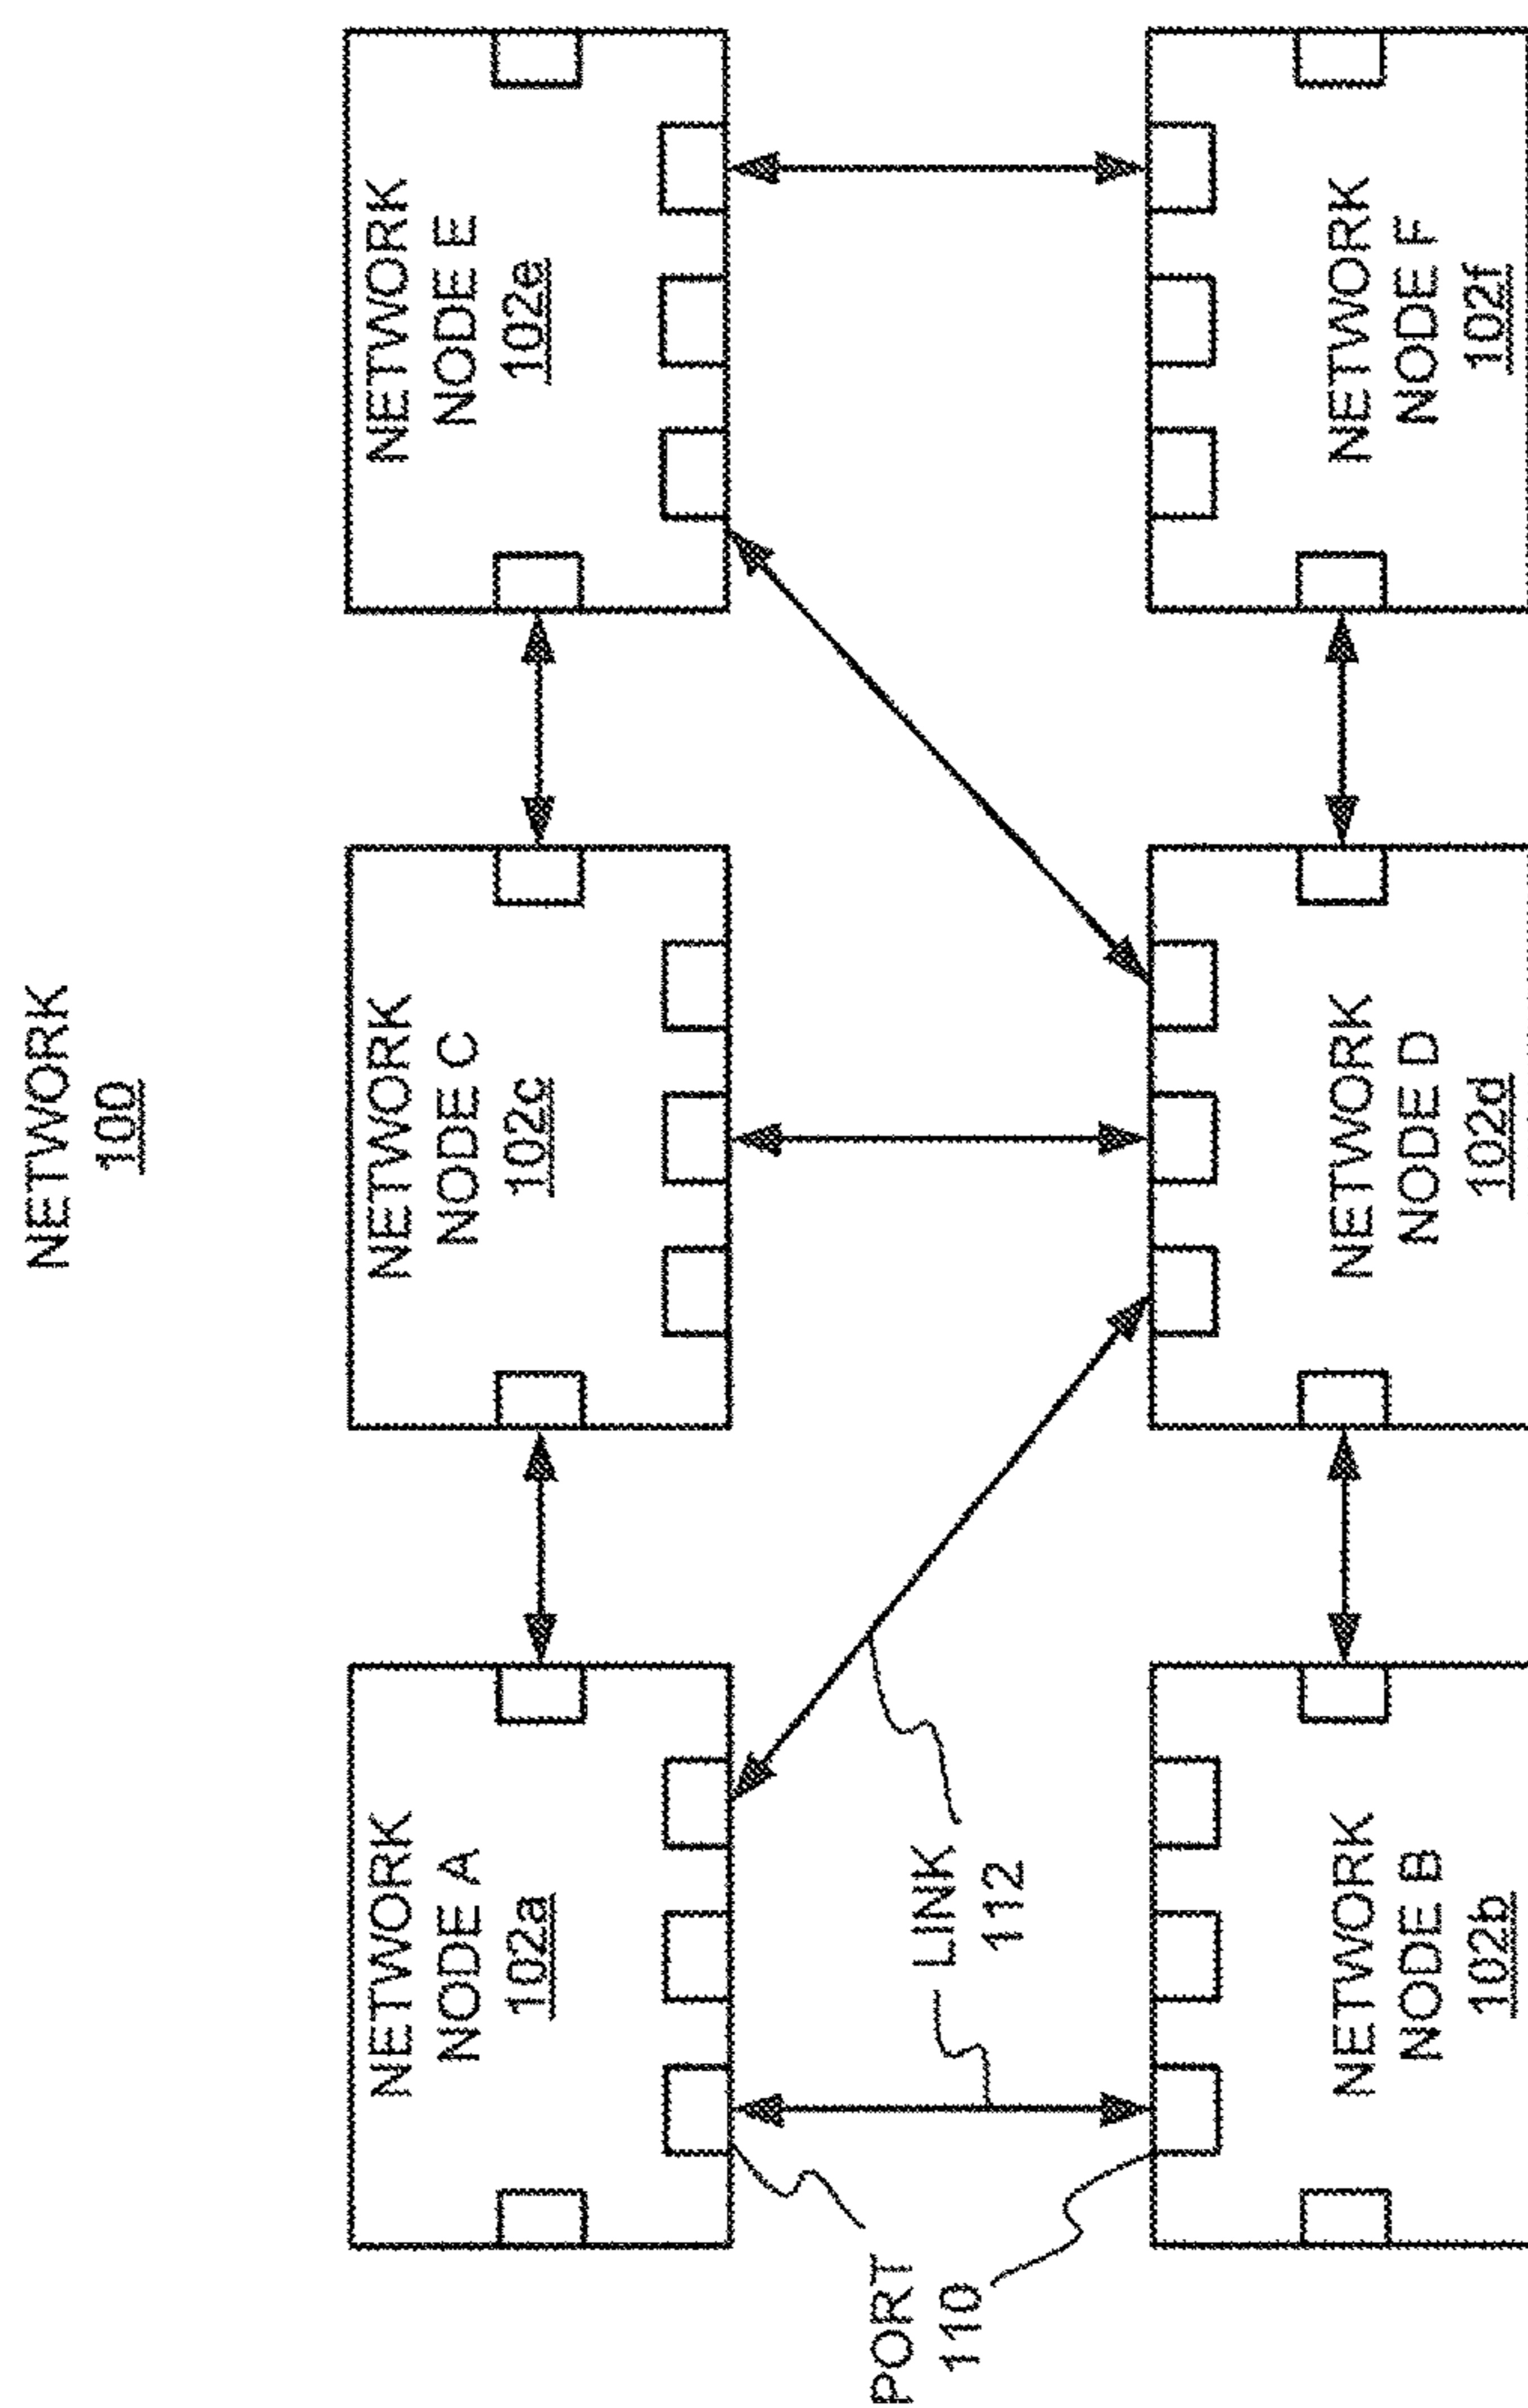 NETWORK
100
NETWORK
NODE A
102a
NETWORK
NODE C
102c
NETWORK
NODE E
102e
PORT
110
LINK
112
NETWORK
NODE B
102b
NETWORK
NODE D
102d
NETWORK
NODE F
102f